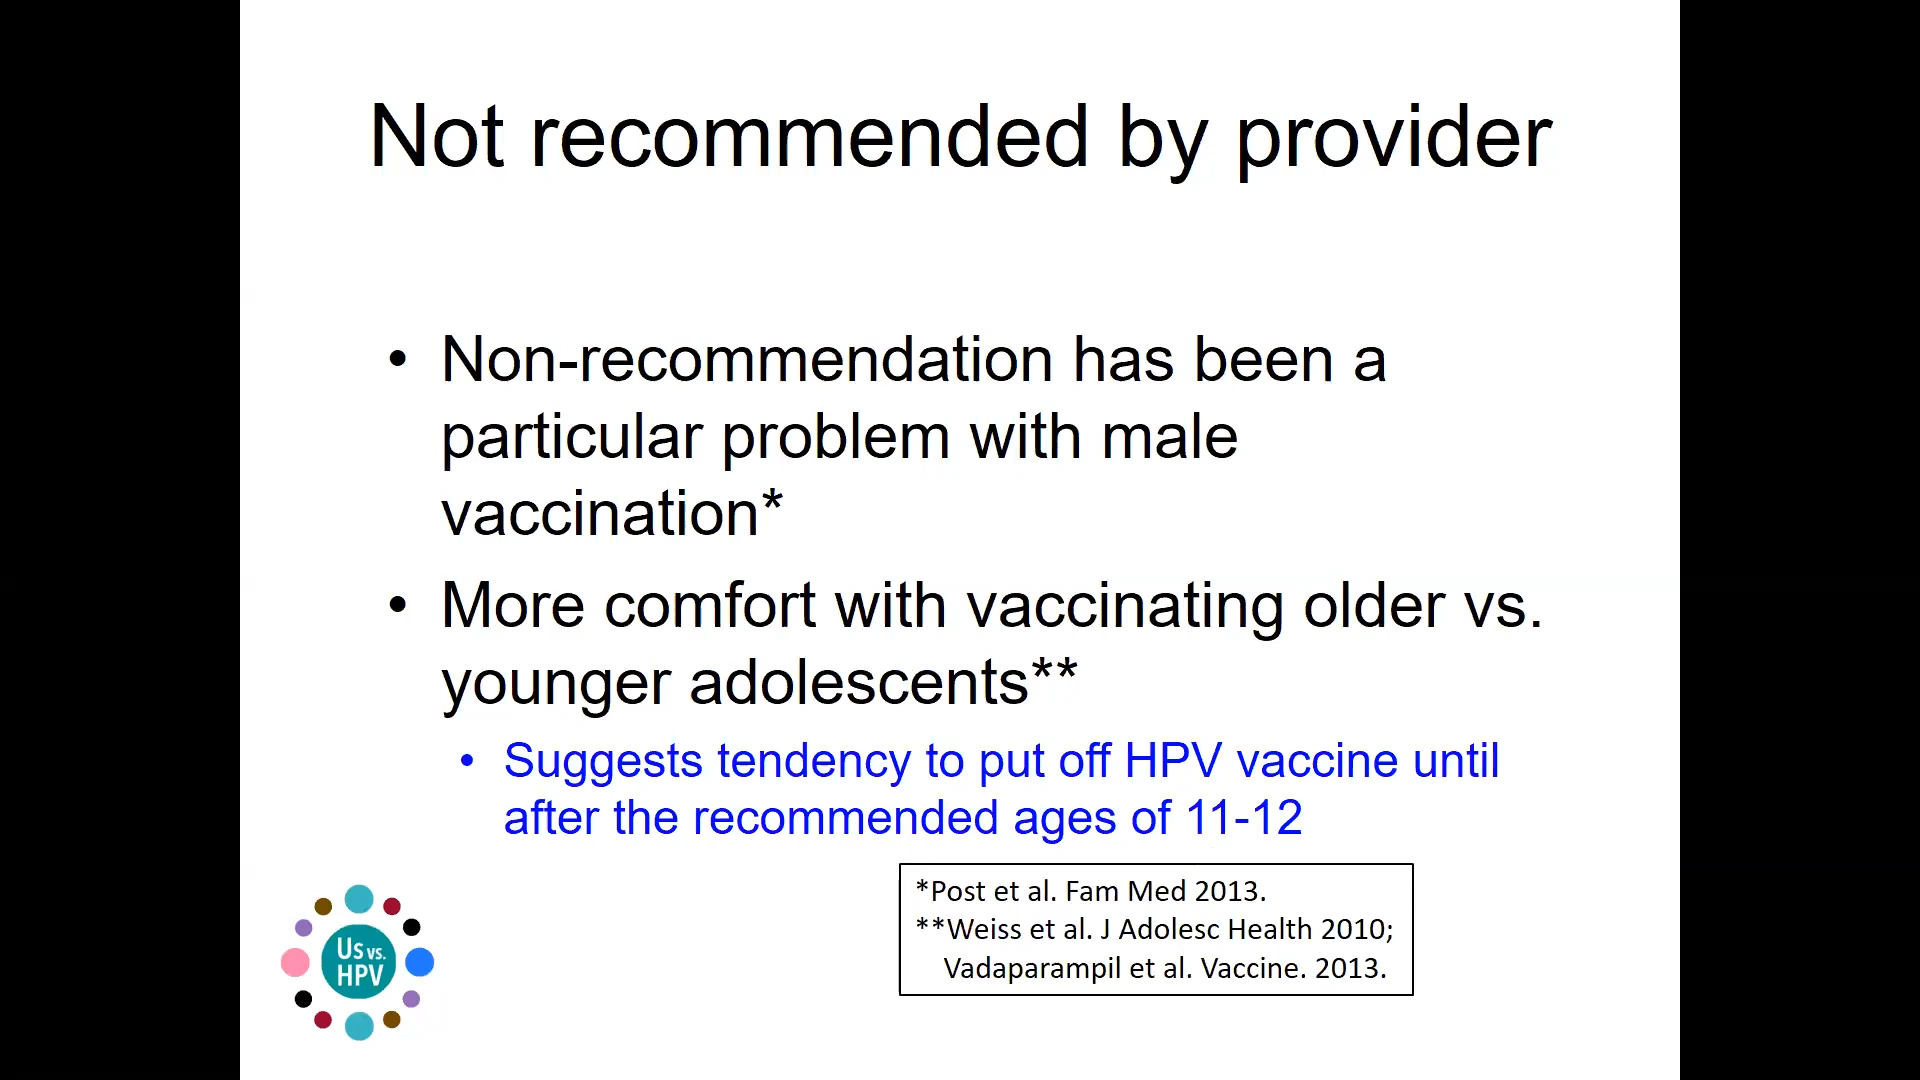 Not recommended by provider
• Non-recommendation has been a
particular problem with male
vaccination*
• More comfort with vaccinating older vs.
younger adolescents**
• Suggests tendency to put off HPV vaccine until
after the recommended ages of 11-12
*Post et al. Fam Med 2013.
**Weiss et al. J Adolesc Health 2010;
Vadaparampil et al. Vaccine. 2013.
Us vs.
HPV